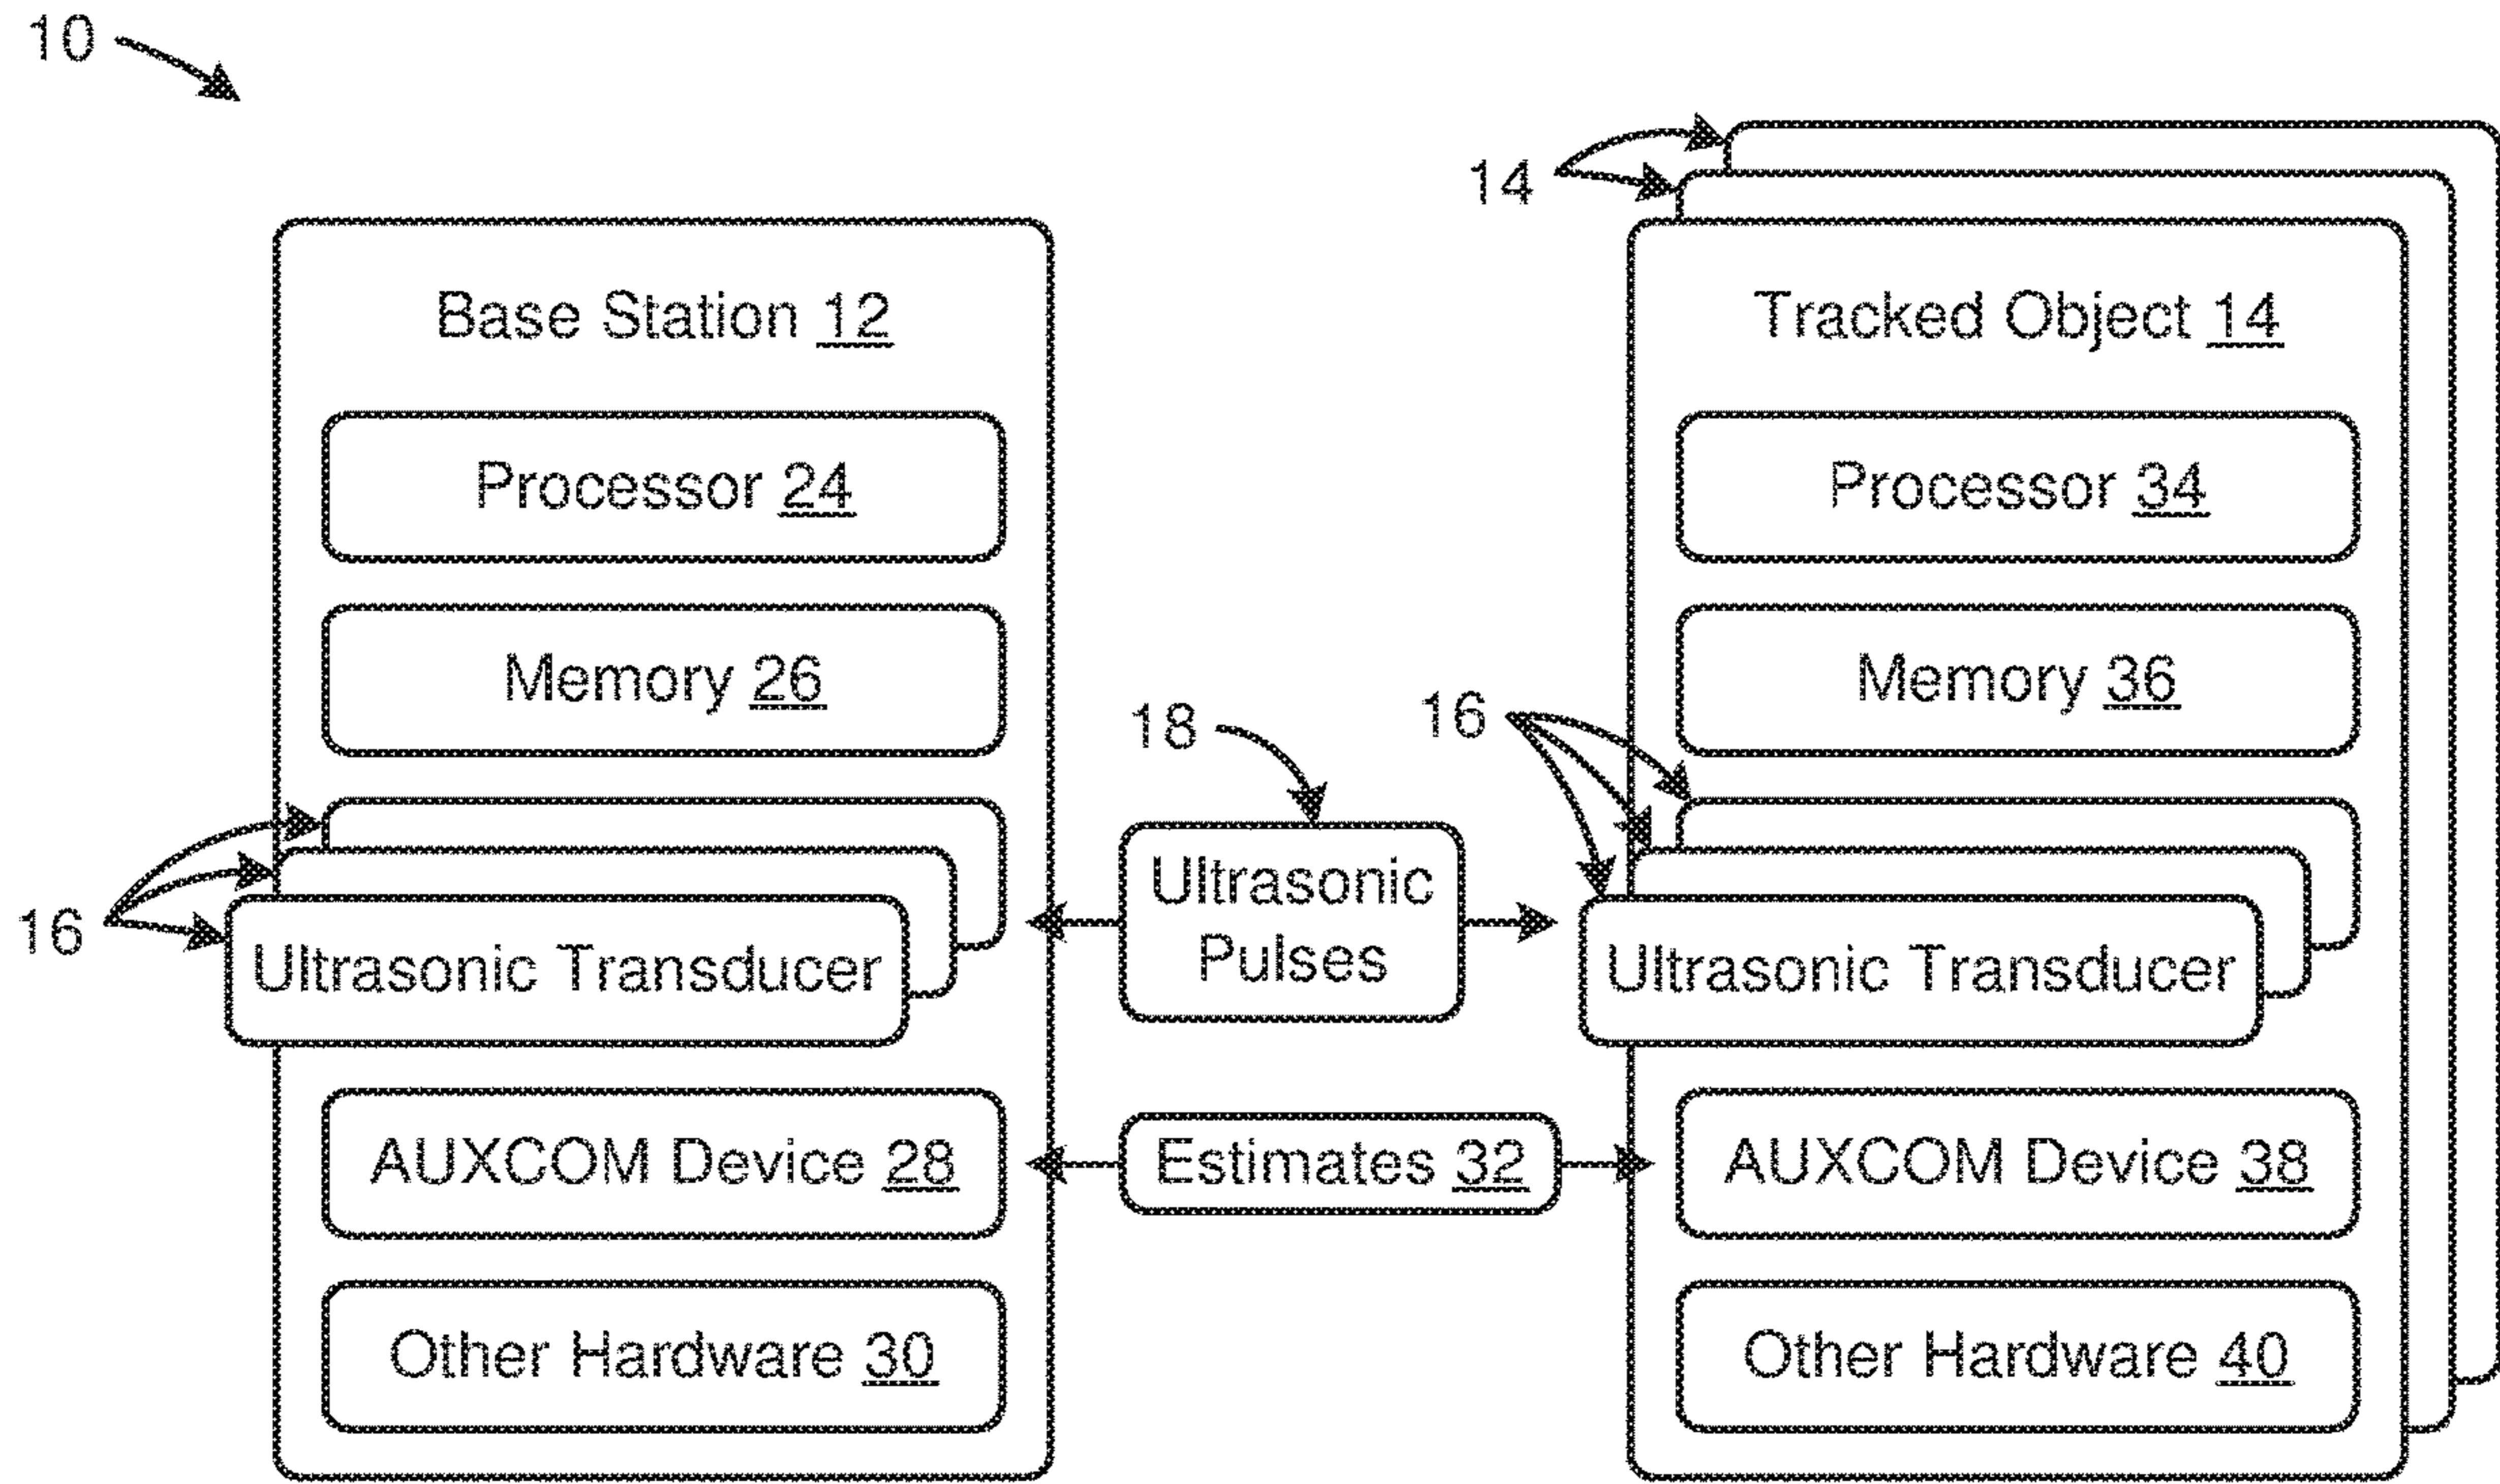 10
14
Base Station 12
Processor 24
Memory 26
16
Ultrasonic Transducer
AUXCOM Device 28
Other Hardware 30
18
Ultrasonic
Pulses
Estimates 32
Tracked Object 14
Processor 34
Memory 36
16
Ultrasonic Transducer
AUXCOM Device 38
Other Hardware 40